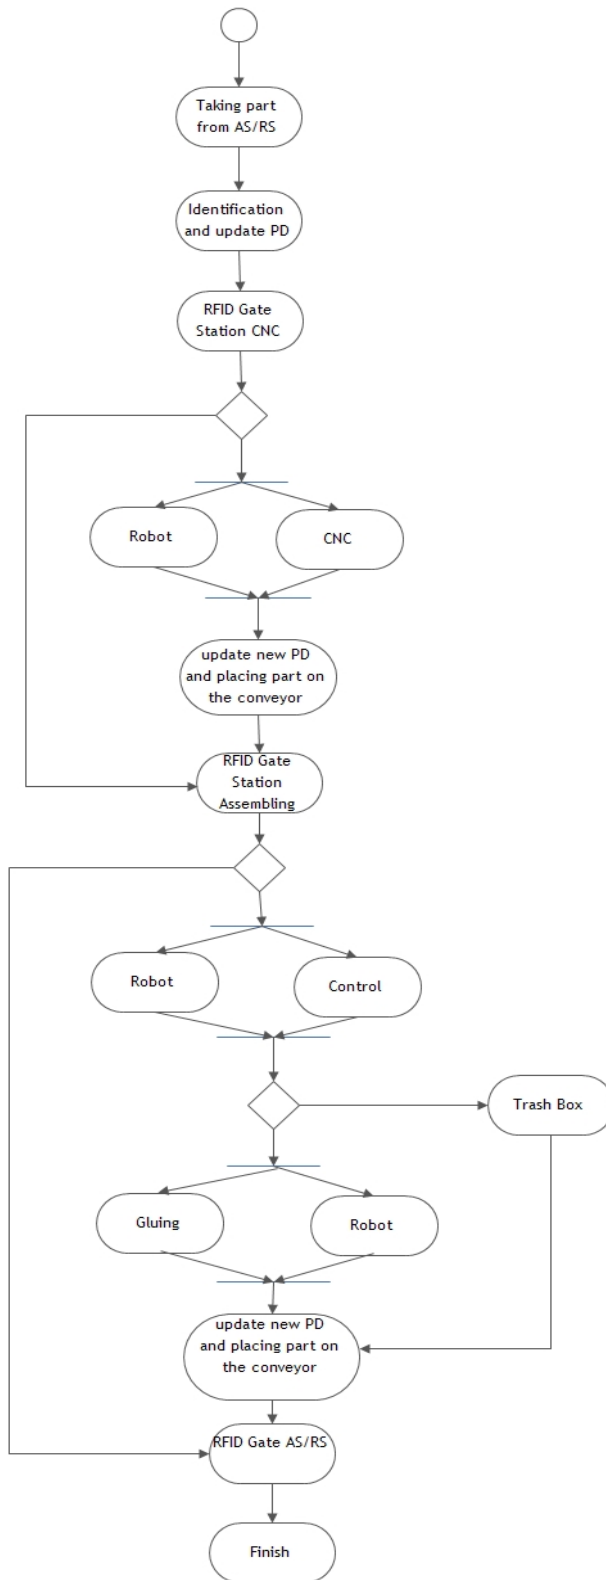 Taking part
from AS/RS
Identification
and update PD
RFID Gate
Station CNC
Robot
CNC
update new PD
and placing part on
the conveyor
RFID Gate
Station
Assembling
Robot
Control
Trash Box
Gluing
Robot
update new PD
and placing part on
the conveyor
RFID Gate AS/RS
Finish